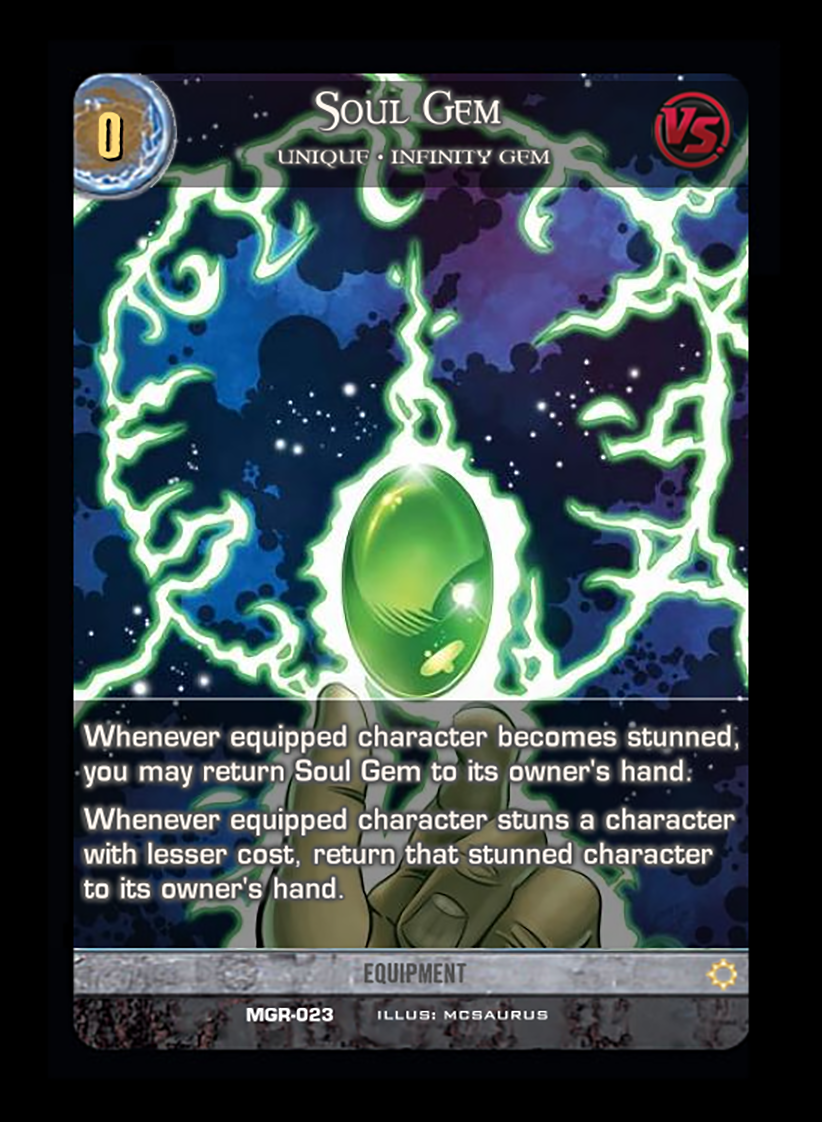 0
Soul Gem
VS.
UNIQUE • INFINITY GEM
Whenever equipped character becomes stunned,
you may return Soul Gem to its owner's hand.
Whenever equipped character stuns a character
with lesser cost, return that stunned character
to its owner's hand.
EQUIPMENT
MGR-023 ILLUS: MCSAURUS